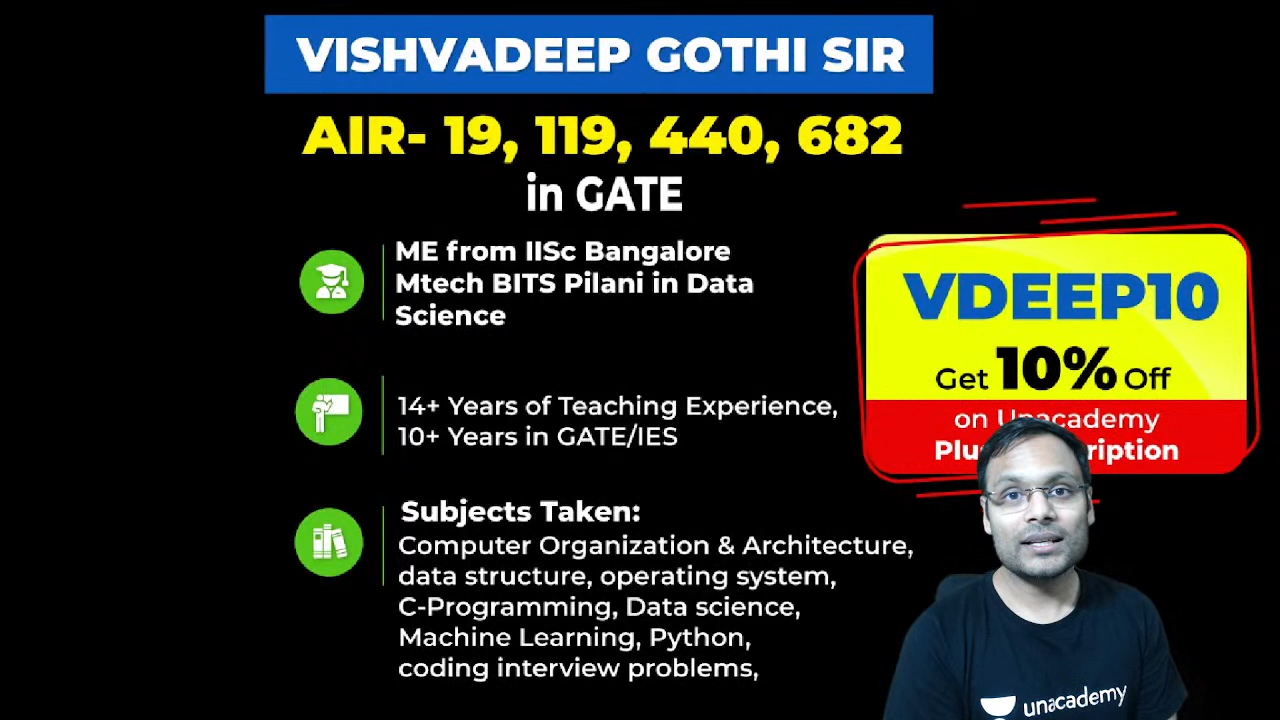 VISHVADEEP GOTHI SIR
AIR- 19, 119, 440, 682
in GATE
ME from IISc Bangalore
Mtech BITS Pilani in Data
Science
14+ Years of Teaching Experience,
10+ Years in GATE/IES
Subjects Taken:
Computer Organization & Architecture,
data structure, operating system,
C-Programming, Data science,
Machine Learning, Python,
coding interview problems,
VDEEP10
Get 10% Off
on Unacademy
unacademy